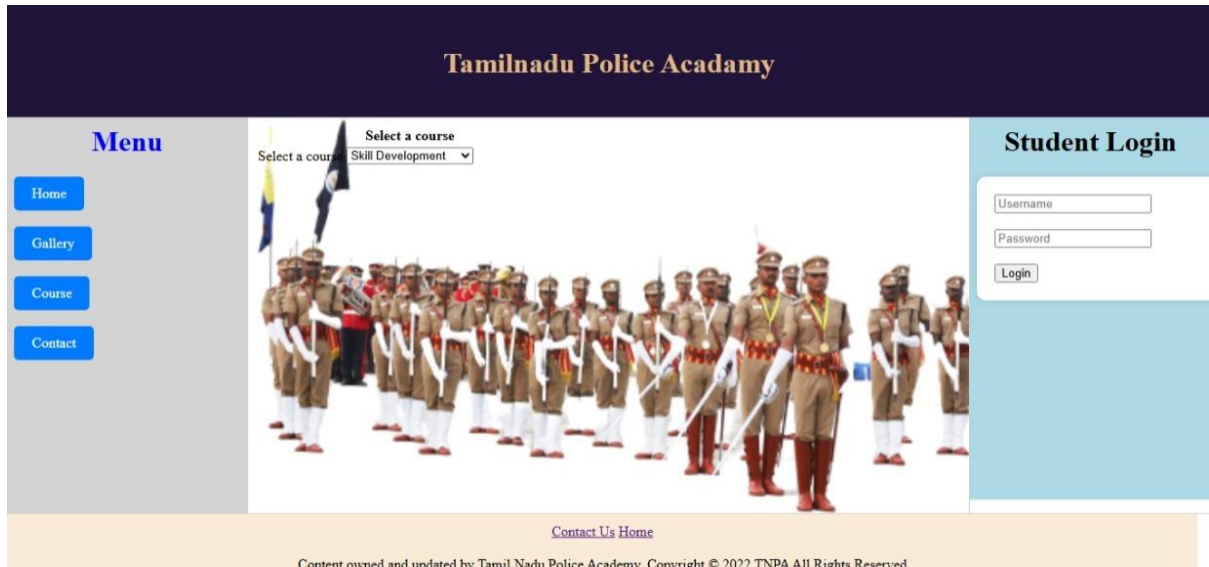 Tamilnadu Police Acadamy
Menu
Home
Gallery
Course
Contact
Select a course
Select a course Skill Development
Student Login
Username
Password
Login
Contact Us Home
Content owned and updated by Tamil Nadu Police Academy. Copyright © 2022 TNPA All Rights Reserved